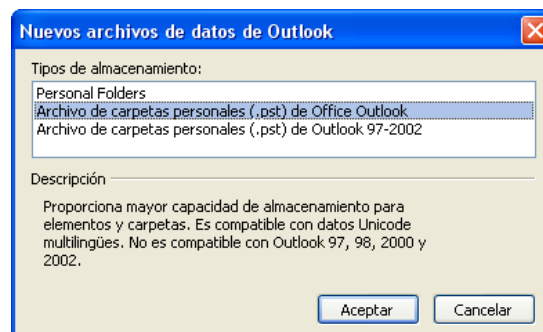 Nuevos archivos de datos de Outlook
Tipos de almacenamiento:
Personal Folders
Archivo de carpetas personales (.pst) de Office Outlook
Archivo de carpetas personales (.pst) de Outlook 97-2002
Descripción
Proporciona mayor capacidad de almacenamiento para
elementos y carpetas. Es compatible con datos Unicode
multilingües. No es compatible con Outlook 97, 98, 2000 y
2002.
Aceptar Cancelar